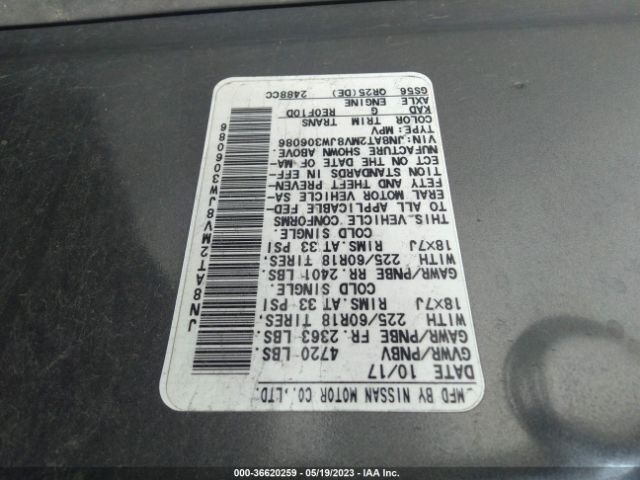 MFD BY NISSAN MOTOR CO.,LTD.
DATE 10/17
GVWR/PNBV 4720 LBS.
GAWR/PNBE FR. 2363 LBS.
WITH 225/60R18 TIRES,
18X7J RIMS.AT 33 PSI
COLD SINGLE.
GAWR/PNBE RR. 2401 LBS.
WITH 225/60R18 TIRES,
18X7J RIMS.AT 33 PSI
COLD SINGLE.
THIS VEHICLE CONFORMS
TO ALL APPLICABLE FED-
ERAL MOTOR VEHICLE SA-
FETY AND THEFT PREVEN-
TION STANDARDS IN EFF-
ECT ON THE DATE OF MA-
NUFACTURE SHOWN ABOVE.
VIN:JN8AT2MV8JW306086
TYPE:MPV
COLOR TRIM TRANS
KAD G RE0F10D
AXLE ENGINE
GS56 QR25(DE) 2488CC
JN8AT2MV8JW306086
000-36620259 - 05/19/2023 - IAA Inc.